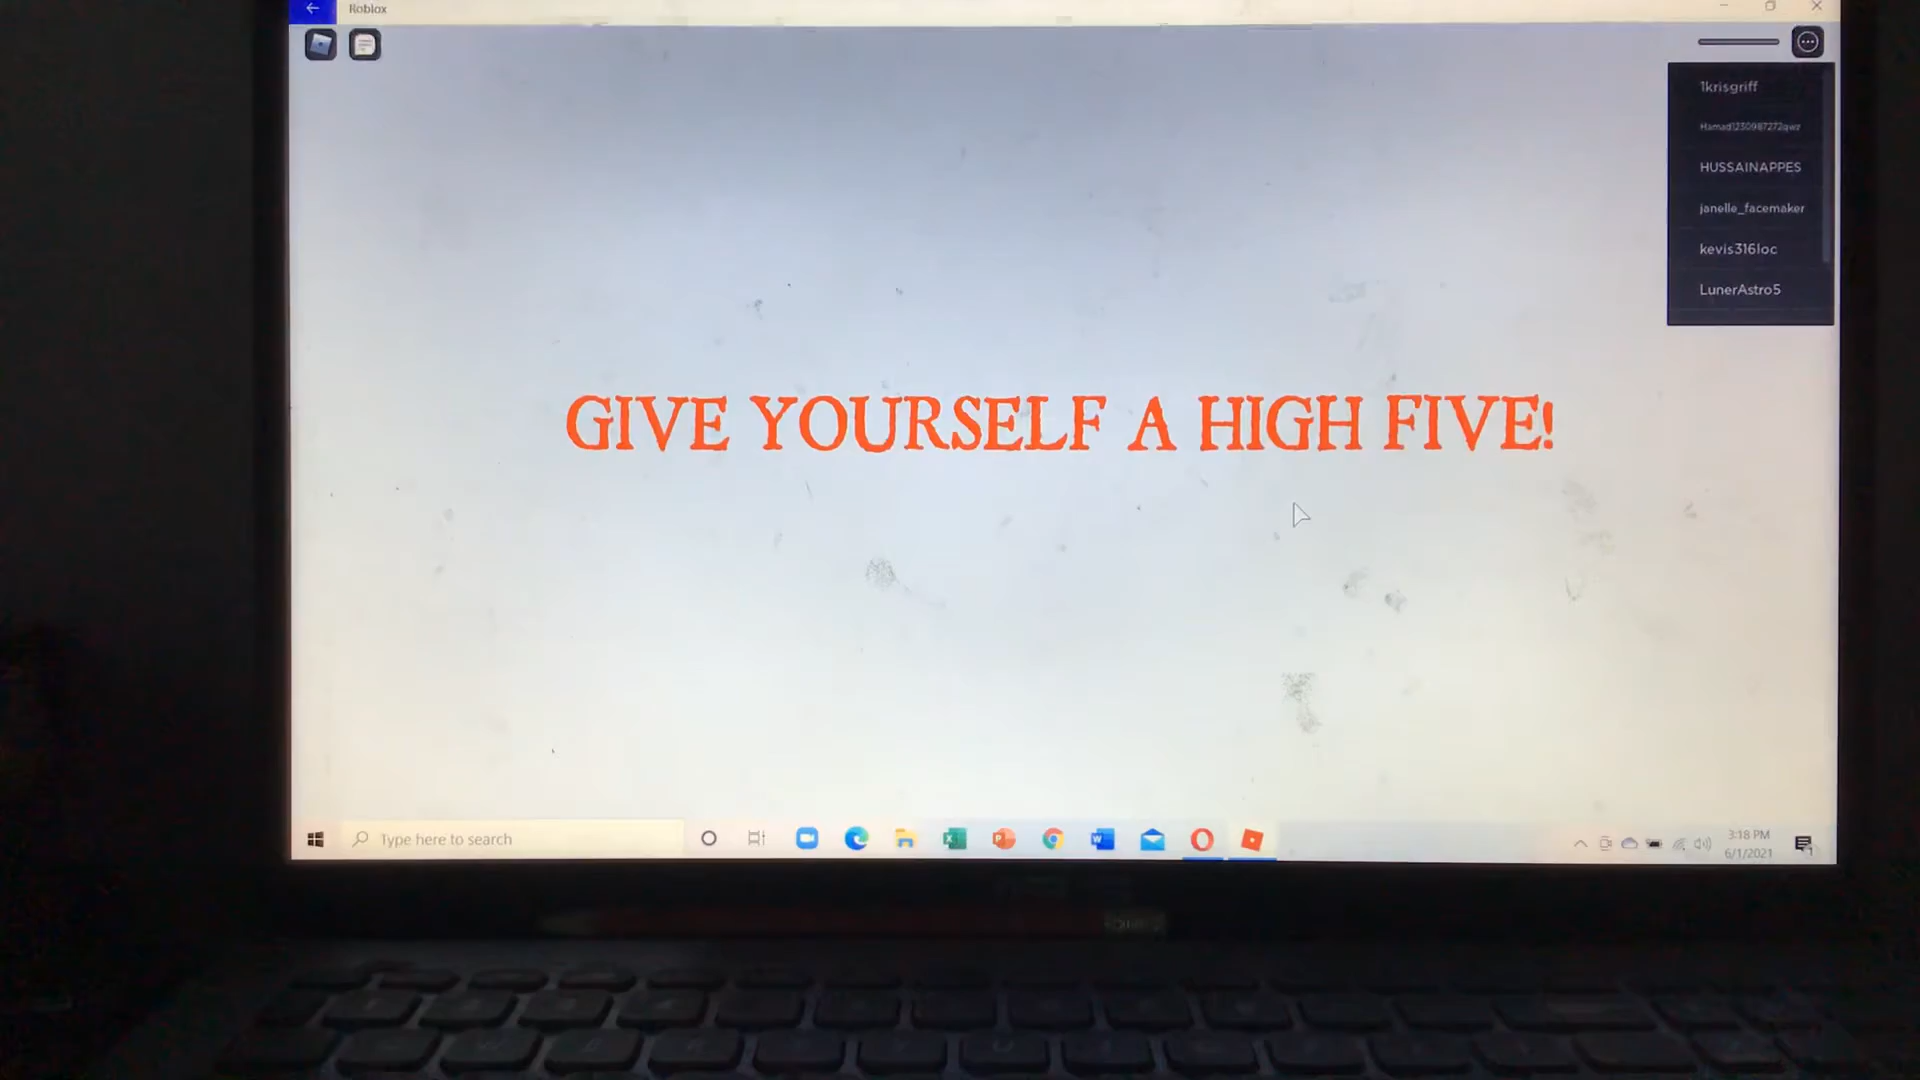 Roblox
1krisgriff
HUSSAINAPPES
janelle_facemaker
kevis316loc
LunerAstro5
GIVE YOURSELF A HIGH FIVE!
Type here to search
3:18 PM
6/1/2021